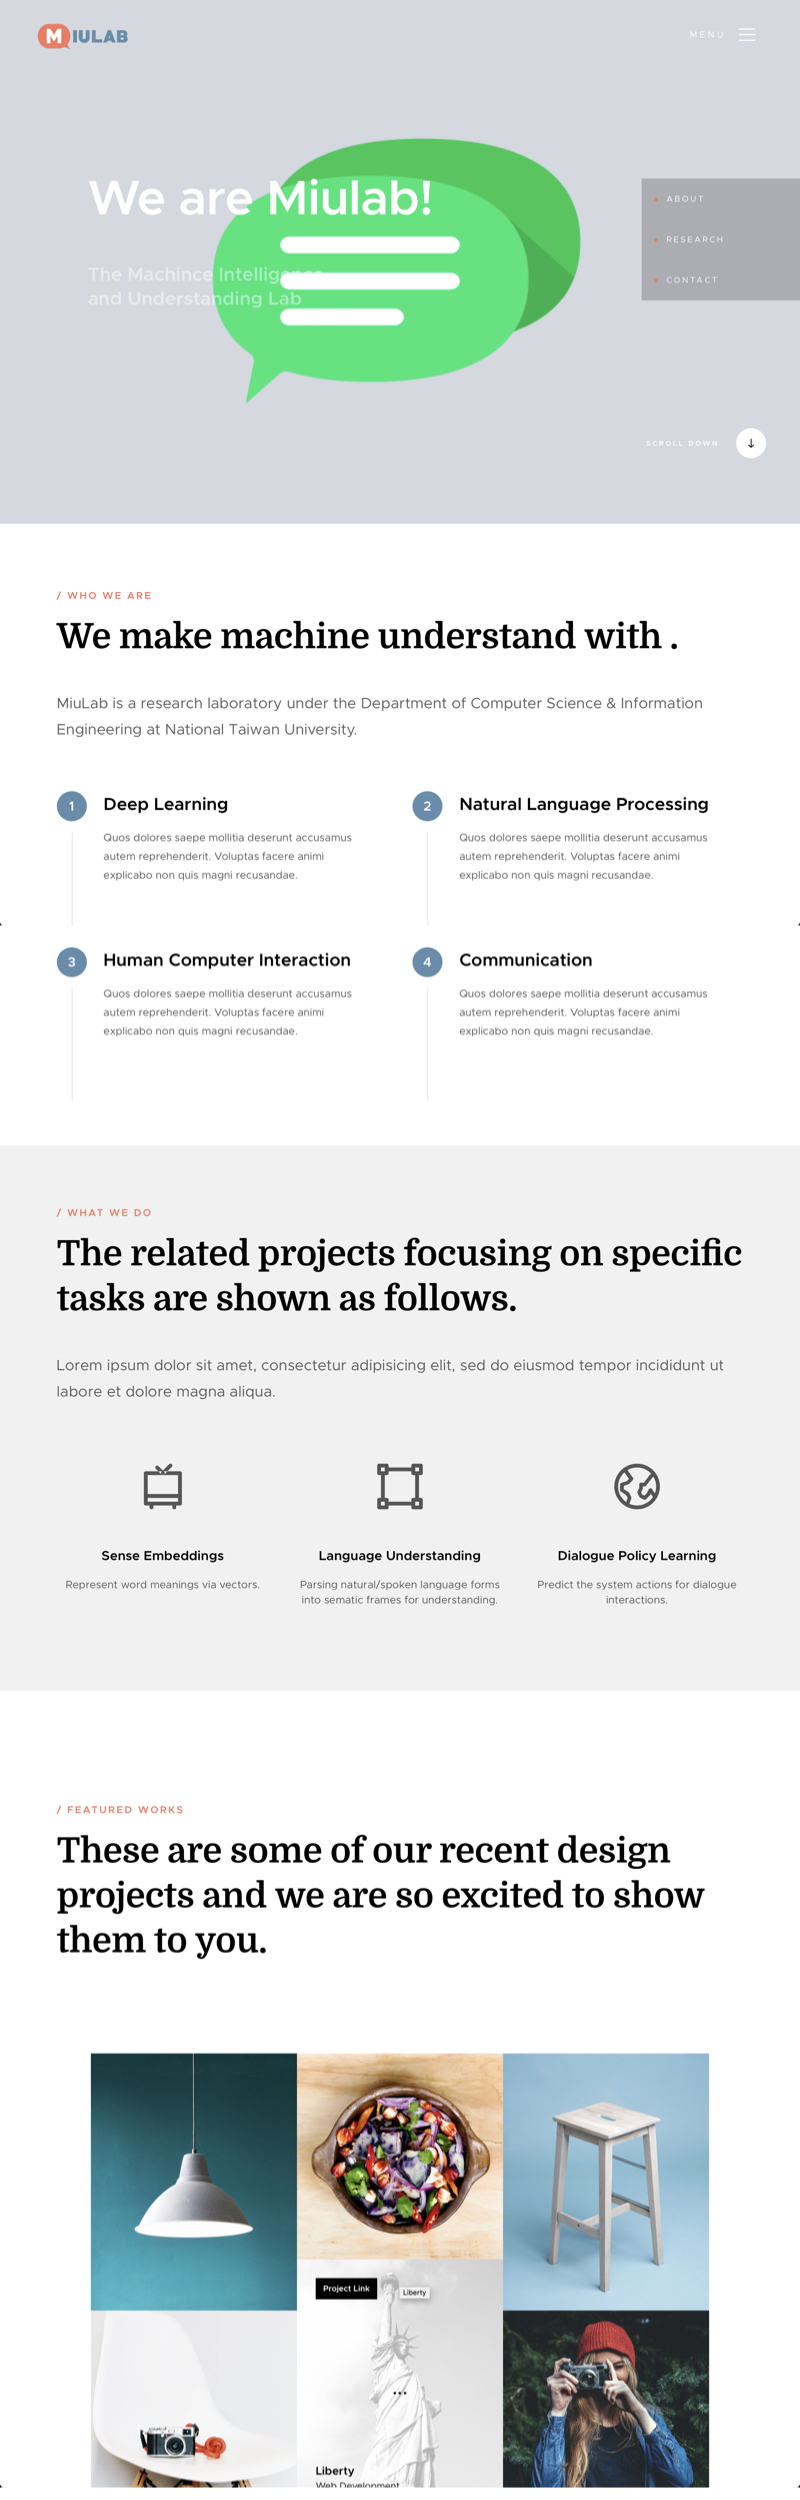 MIULAB
MENU
We are Miulab!
The Machince Intelligence
and Understanding Lab
ABOUT
RESEARCH
CONTACT
SCROLL DOWN
/ WHO WE ARE
We make machine understand with .
MiuLab is a research laboratory under the Department of Computer Science & Information
Engineering at National Taiwan University.
1
Deep Learning
Quos dolores saepe mollitia deserunt accusamus
autem reprehenderit. Voluptas facere animi
explicabo non quis magni recusandae.
2
Natural Language Processing
Quos dolores saepe mollitia deserunt accusamus
autem reprehenderit. Voluptas facere animi
explicabo non quis magni recusandae.
3
Human Computer Interaction
Quos dolores saepe mollitia deserunt accusamus
autem reprehenderit. Voluptas facere animi
explicabo non quis magni recusandae.
4
Communication
Quos dolores saepe mollitia deserunt accusamus
autem reprehenderit. Voluptas facere animi
explicabo non quis magni recusandae.
/ WHAT WE DO
The related projects focusing on specific
tasks are shown as follows.
Lorem ipsum dolor sit amet, consectetur adipisicing elit, sed do eiusmod tempor incididunt ut
labore et dolore magna aliqua.
Sense Embeddings
Represent word meanings via vectors.
Language Understanding
Parsing natural/spoken language forms
into sematic frames for understanding.
Dialogue Policy Learning
Predict the system actions for dialogue
interactions.
/ FEATURED WORKS
These are some of our recent design
projects and we are so excited to show
them to you.
Project Link
Liberty
...
Liberty
Web Development